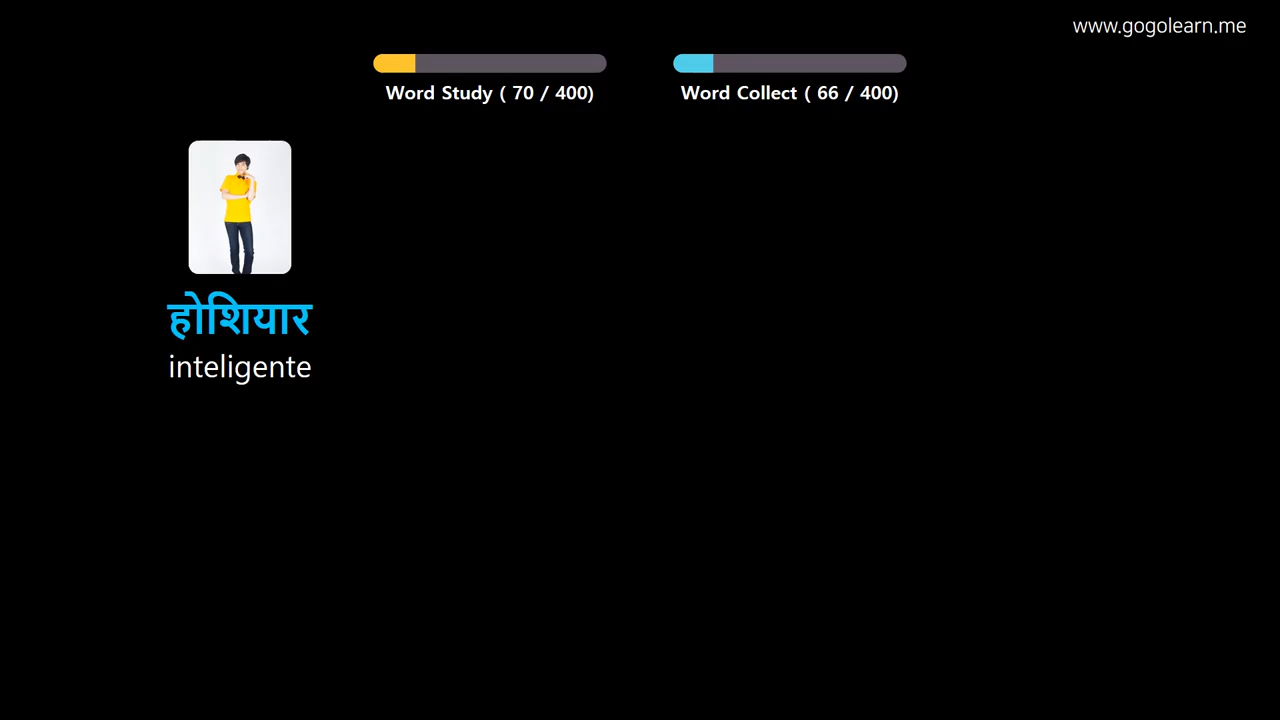 www.gogolearn.me
Word Study ( 70 / 400)
Word Collect ( 66 / 400)
होशियार
inteligente